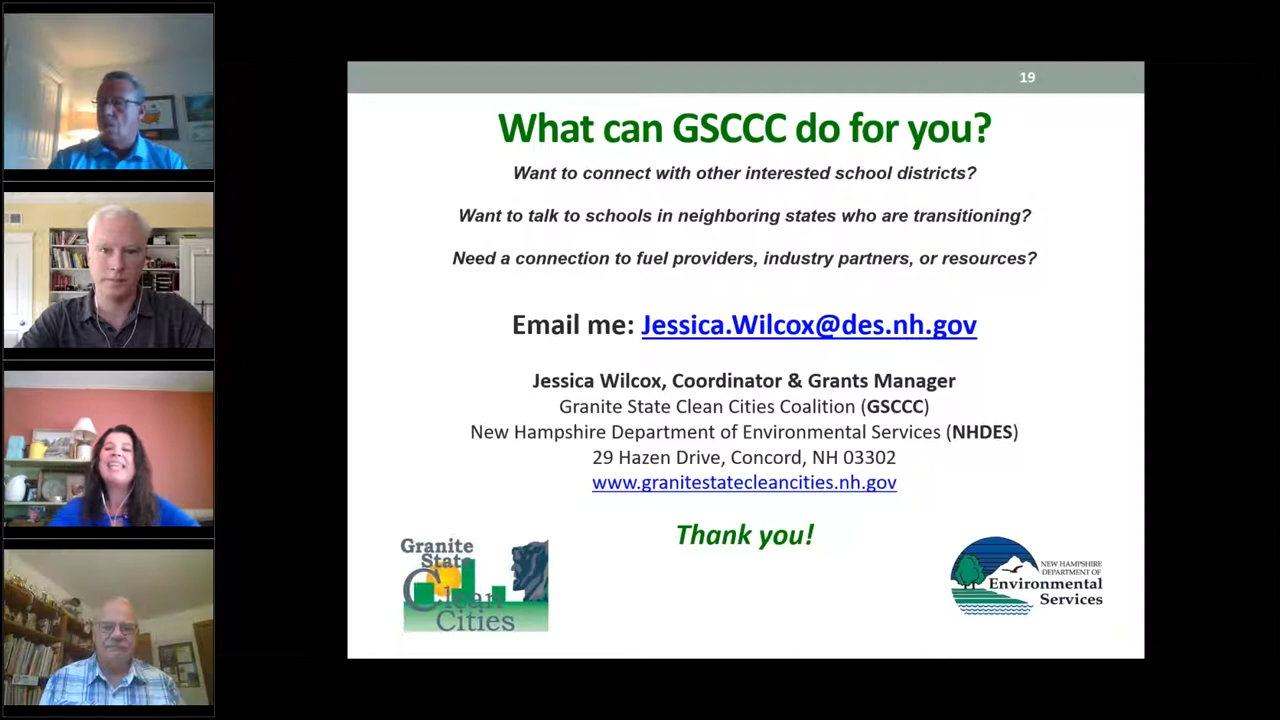 19
What can GSCCC do for you?
Want to connect with other interested school districts?
Want to talk to schools in neighboring states who are transitioning?
Need a connection to fuel providers, industry partners, or resources?
Email me: Jessica.Wilcox@des.nh.gov
Jessica Wilcox, Coordinator & Grants Manager
Granite State Clean Cities Coalition (GSCCC)
New Hampshire Department of Environmental Services (NHDES)
29 Hazen Drive, Concord, NH 03302
www.granitestatecleancities.nh.gov
Thank you!
Granite
State
Clean
Cities
NEW HAMPSHIRE
DEPARTMENT OF
Environmental
Services